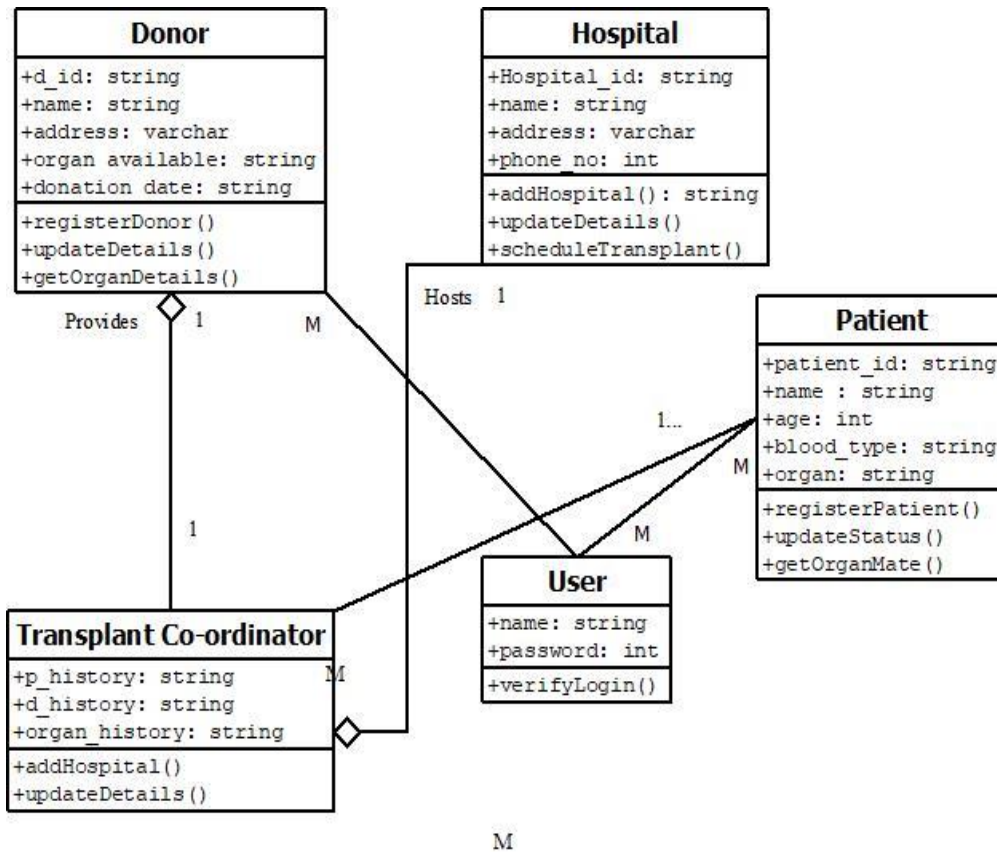 Donor
+d_id: string
+name: string
+address: varchar
+organ available: string
+donation date: string
+registerDonor()
+updateDetails()
+getOrganDetails()
Hospital
+Hospital_id: string
+name: string
+address: varchar
+phone_no: int
+addHospital(): string
+updateDetails()
+scheduleTransplant()
Provides
1
M
Hosts
1
Patient
+patient_id: string
+name : string
+age: int
+blood_type: string
+organ: string
+registerPatient()
+updateStatus()
+getOrganMate()
1...
M
1
M
User
+name: string
+password: int
+verifyLogin()
Transplant Co-ordinator
+p_history: string
+d_history: string
+organ_history: string
+addHospital()
+updateDetails()
M
M